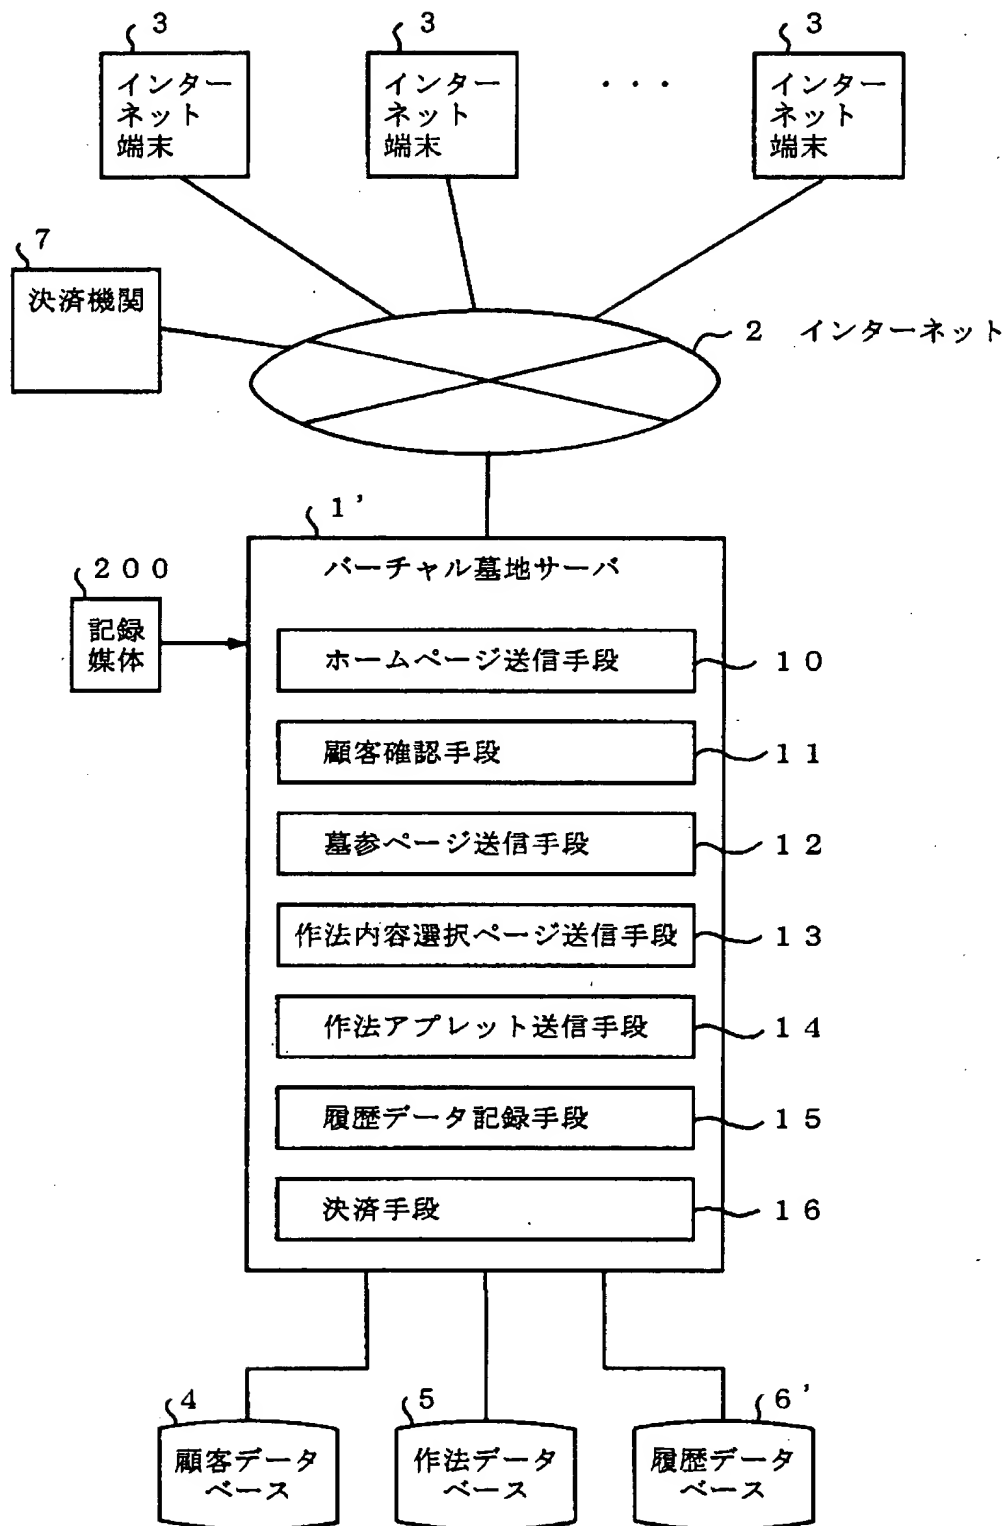 3
3
3
インター
ネット
端末
インター
ネット
端末
・・・
インター
ネット
端末
7
決済機関
2 インターネット
1'
バーチャル墓地サーバ
200
記録
媒体
ホームページ送信手段
10
顧客確認手段
11
墓参ページ送信手段
12
作法内容選択ページ送信手段
13
作法アプレット送信手段
14
履歴データ記録手段
15
決済手段
16
4
顧客データ
ベース
5
作法データ
ベース
6'
履歴データ
ベース